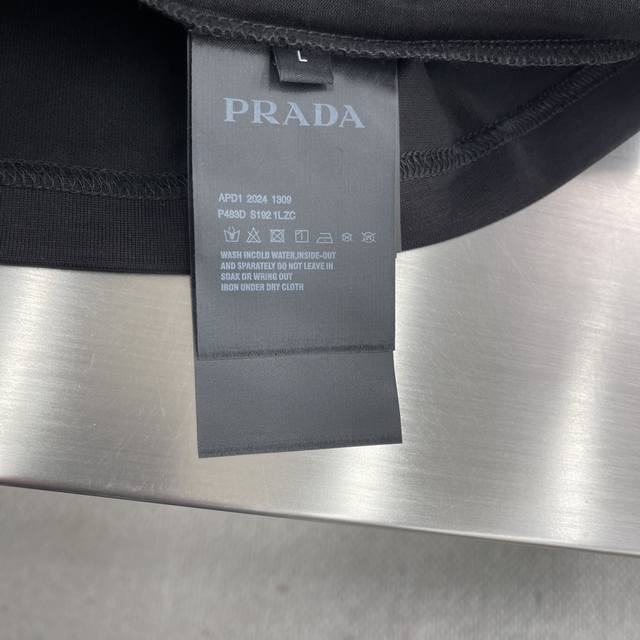 L
PRADA
APD1 2024 1309
P483D S192 1LZC
WASH INCOLD WATER,INSIDE-OUT
AND SPARATELY DO NOT LEAVE III
SOAK OR WRING OUT
IRON UNDER DRY CLOTH